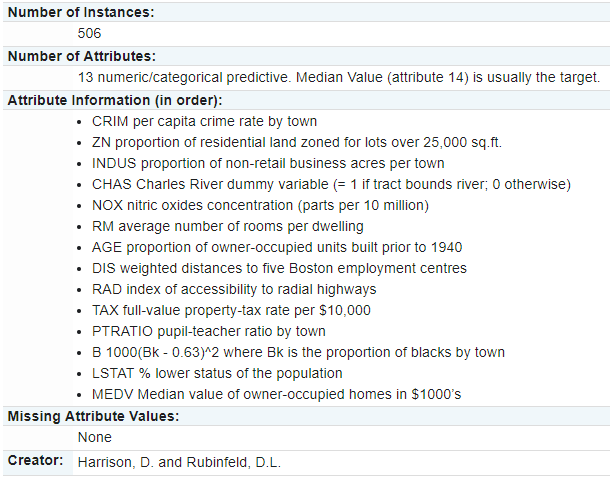 Number of Instances:
506
Number of Attributes:
13 numeric/categorical predictive. Median Value (attribute 14) is usually the target.
Attribute Information (in order):
• CRIM per capita crime rate by town
• ZN proportion of residential land zoned for lots over 25,000 sq.ft.
• INDUS proportion of non-retail business acres per town
• CHAS Charles River dummy variable (= 1 if tract bounds river; 0 otherwise)
• NOX nitric oxides concentration (parts per 10 million)
• RM average number of rooms per dwelling
• AGE proportion of owner-occupied units built prior to 1940
• DIS weighted distances to five Boston employment centres
• RAD index of accessibility to radial highways
• TAX full-value property-tax rate per $10,000
• PTRATIO pupil-teacher ratio by town
• B 1000(Bk - 0.63)^2 where Bk is the proportion of blacks by town
• LSTAT % lower status of the population
• MEDV Median value of owner-occupied homes in $1000’s
Missing Attribute Values:
None
Creator: Harrison, D. and Rubinfeld, D.L.